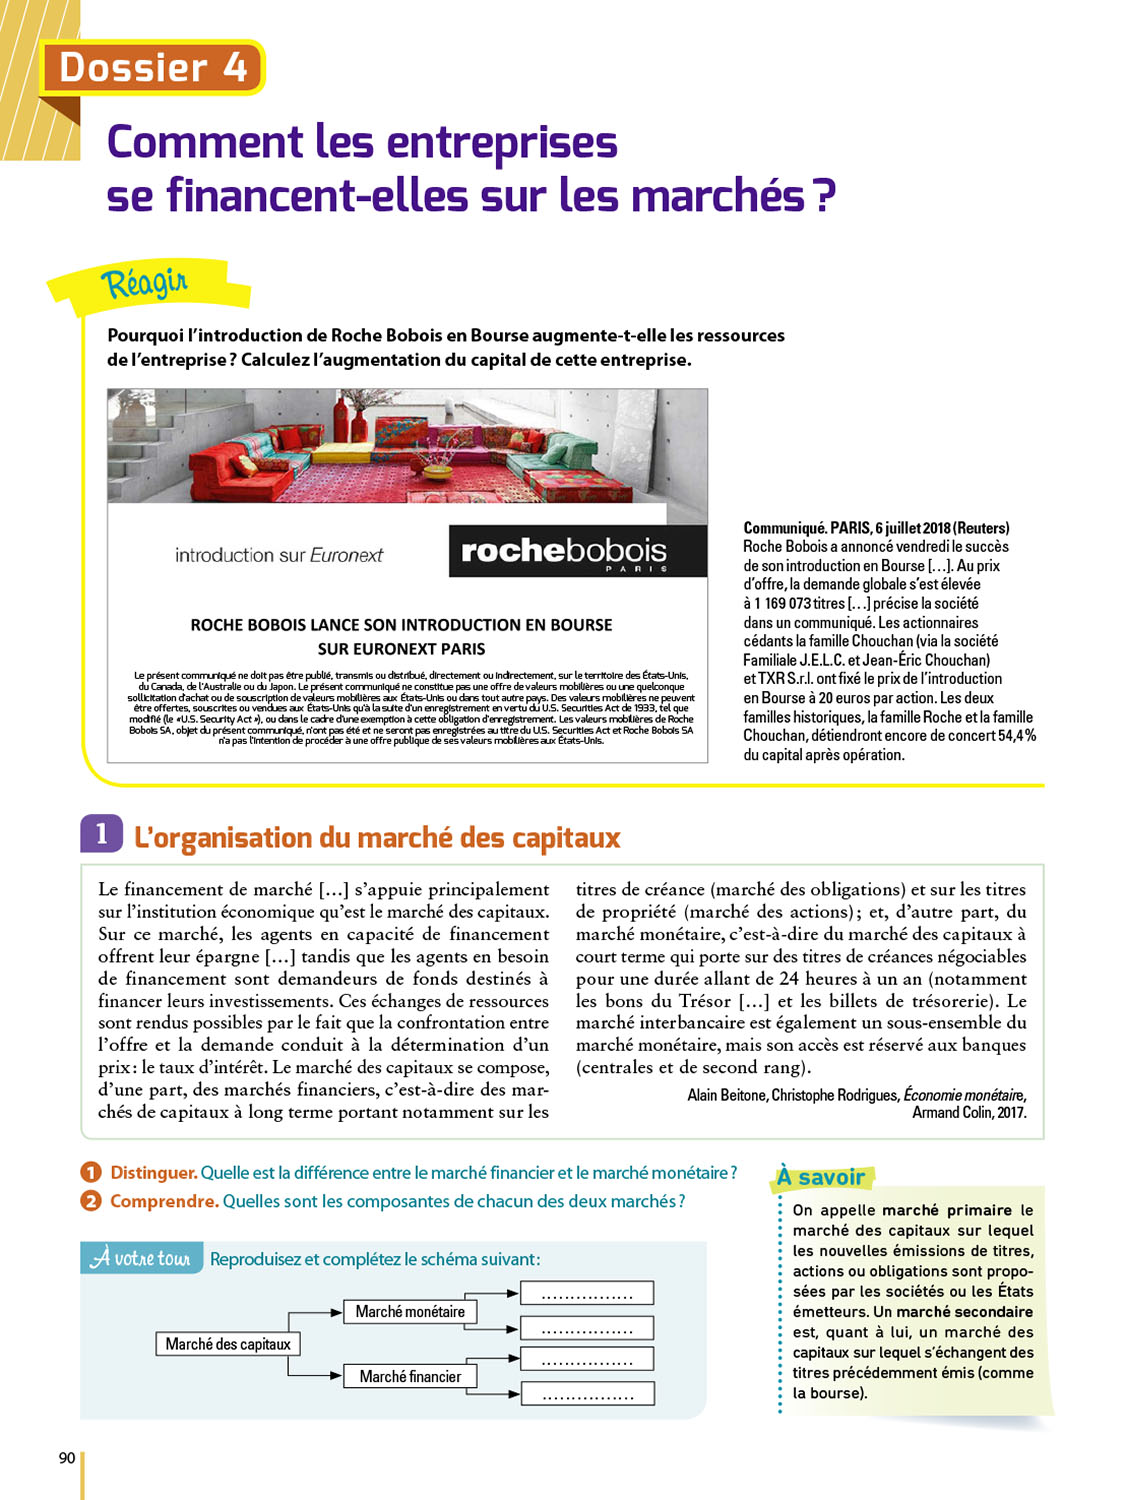 Dossier 4
Comment les entreprises
se financent-elles sur les marchés ?
Réagir
Pourquoi l'introduction de Roche Bobois en Bourse augmente-t-elle les ressources
de l'entreprise ? Calculez l'augmentation du capital de cette entreprise.
introduction sur Euronext
rochebobois
PARIS
ROCHE BOBOIS LANCE SON INTRODUCTION EN BOURSE
SUR EURONEXT PARIS
Le présent communiqué ne doit pas être publié, transmis ou distribué, directement ou indirectement, sur le territoire des États-Unis,
du Canada, de l'Australie ou du Japon. Le présent communiqué ne constitue pas une offre de valeurs mobilières ou une quelconque
sollicitation d'achat ou de souscription de valeurs mobilières aux États-Unis ou dans tout autre pays. Des valeurs mobilières ne peuvent
être offertes, souscrites ou vendues aux États-Unis qu'à la suite d'un enregistrement en vertu du U.S. Securities Act de 1933, tel que
modifié (le «U.S. Security Act »), ou dans le cadre d'une exemption à cette obligation d'enregistrement. Les valeurs mobilières de Roche
Bobois SA, objet du présent communiqué, n'ont pas été et ne seront pas enregistrées au titre du U.S. Securities Act et Roche Bobois SA
n'a pas l'intention de procéder à une offre publique de ses valeurs mobilières aux États-Unis.
Communiqué. PARIS, 6 juillet 2018 (Reuters)
Roche Bobois a annoncé vendredi le succès
de son introduction en Bourse […]. Au prix
d'offre, la demande globale s'est élevée
à 1 169 073 titres […] précise la société
dans un communiqué. Les actionnaires
cédants la famille Chouchan (via la société
Familiale J.E.L.C. et Jean-Éric Chouchan)
et TXR S.r.l. ont fixé le prix de l'introduction
en Bourse à 20 euros par action. Les deux
familles historiques, la famille Roche et la famille
Chouchan, détiendront encore de concert 54,4 %
du capital après opération.
1 L'organisation du marché des capitaux
Le financement de marché […] s'appuie principalement
sur l'institution économique qu'est le marché des capitaux.
Sur ce marché, les agents en capacité de financement
offrent leur épargne […] tandis que les agents en besoin
de financement sont demandeurs de fonds destinés à
financer leurs investissements. Ces échanges de ressources
sont rendus possibles par le fait que la confrontation entre
l'offre et la demande conduit à la détermination d'un
prix : le taux d'intérêt. Le marché des capitaux se compose,
d'une part, des marchés financiers, c'est-à-dire des mar-
chés de capitaux à long terme portant notamment sur les
titres de créance (marché des obligations) et sur les titres
de propriété (marché des actions) ; et, d'autre part, du
marché monétaire, c'est-à-dire du marché des capitaux à
court terme qui porte sur des titres de créances négociables
pour une durée allant de 24 heures à un an (notamment
les bons du Trésor […] et les billets de trésorerie). Le
marché interbancaire est également un sous-ensemble du
marché monétaire, mais son accès est réservé aux banques
(centrales et de second rang).
Alain Beitone, Christophe Rodrigues, Économie monétaire,
Armand Colin, 2017.
1 Distinguer. Quelle est la différence entre le marché financier et le marché monétaire ?
2 Comprendre. Quelles sont les composantes de chacun des deux marchés ?
À votre tour Reproduisez et complétez le schéma suivant :
Marché des capitaux
Marché monétaire
................
................
Marché financier
................
................
À savoir
On appelle marché primaire le
marché des capitaux sur lequel
les nouvelles émissions de titres,
actions ou obligations sont propo-
sées par les sociétés ou les États
émetteurs. Un marché secondaire
est, quant à lui, un marché des
capitaux sur lequel s'échangent des
titres précédemment émis (comme
la bourse).
90